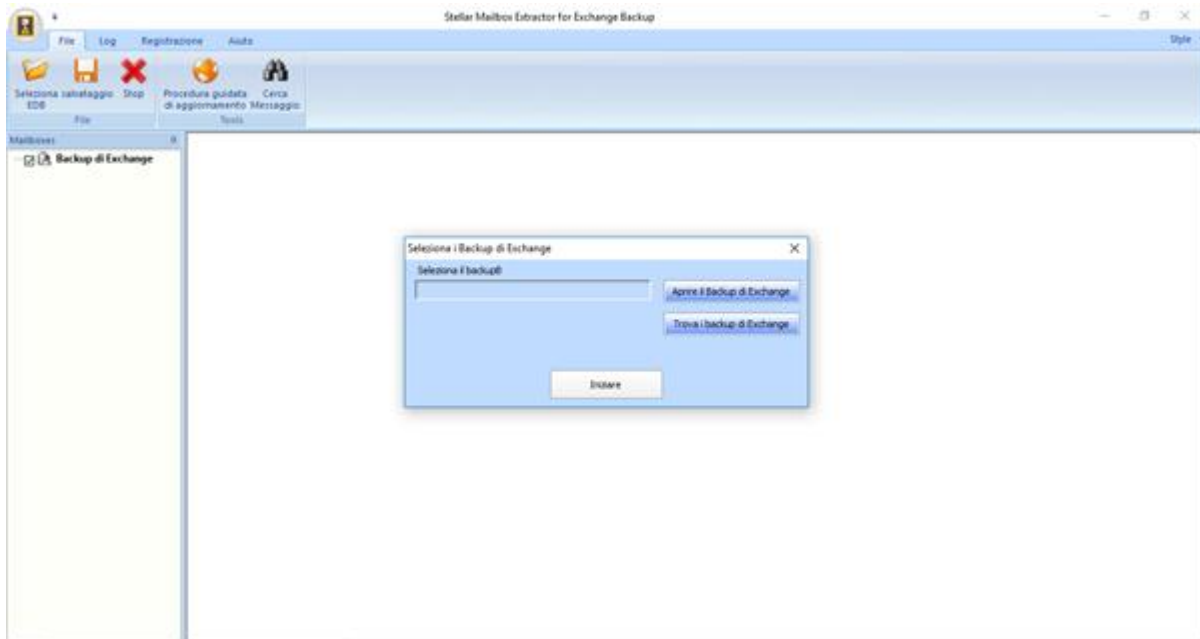 Stellar Mailbox Extractor for Exchange Backup
File Log Registrazione Aiuto Style
Seleziona EDB
salvataggio
Stop
Procedura guidata di aggiornamento
Cerca Messaggio
File Tools
Mailboxes
Backup di Exchange
Seleziona i Backup di Exchange
Seleziona il backup8
Aprire il Backup di Exchange
Trova i backup di Exchange
Iniziare